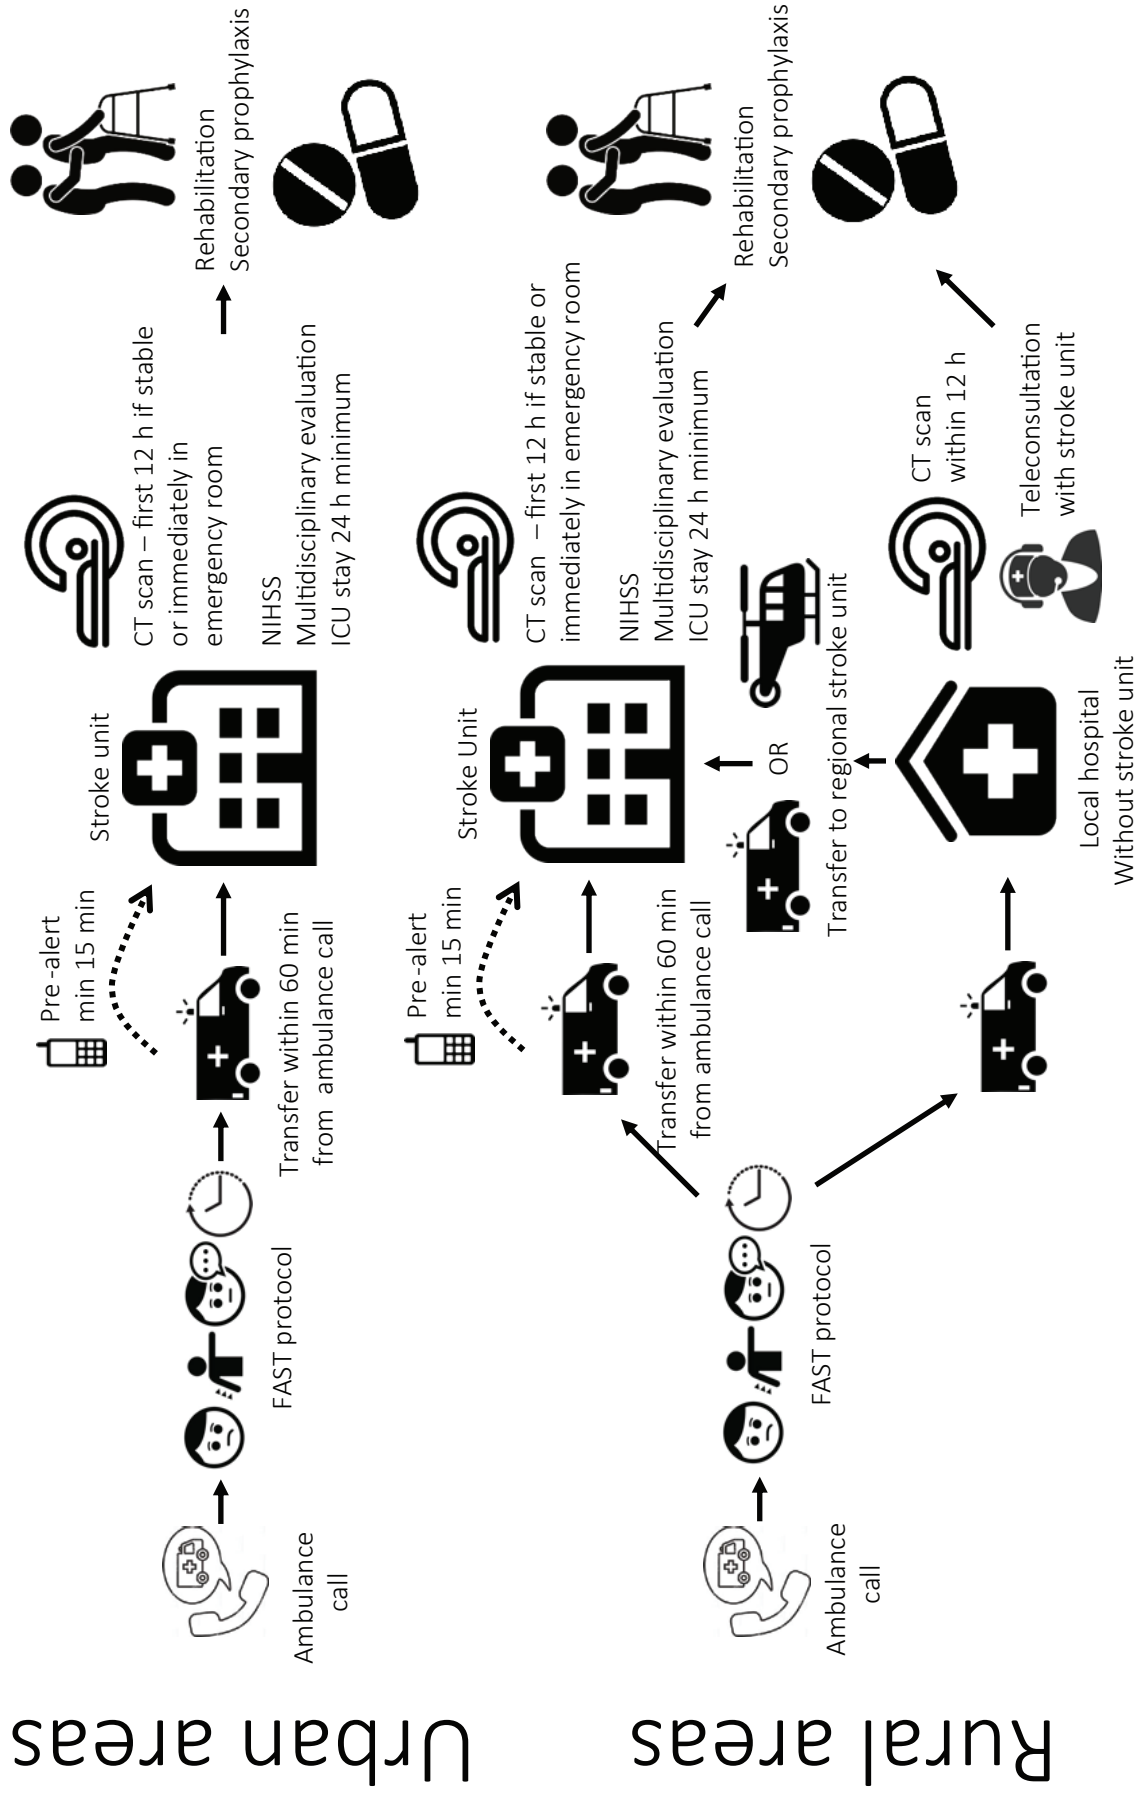 Urban areas
Ambulance
call
FAST protocol
Pre-alert
min 15 min
Transfer within 60 min
from ambulance call
Stroke unit
CT scan – first 12 h if stable
or immediately in
emergency room
NIHSS
Multidisciplinary evaluation
ICU stay 24 h minimum
Rehabilitation
Secondary prophylaxis
Rural areas
Ambulance
call
FAST protocol
Pre-alert
min 15 min
Transfer within 60 min
from ambulance call
Stroke Unit
CT scan – first 12 h if stable or
immediately in emergency room
NIHSS
Multidisciplinary evaluation
ICU stay 24 h minimum
OR
Transfer to regional stroke unit
Local hospital
Without stroke unit
CT scan
within 12 h
Teleconsultation
with stroke unit
Rehabilitation
Secondary prophylaxis